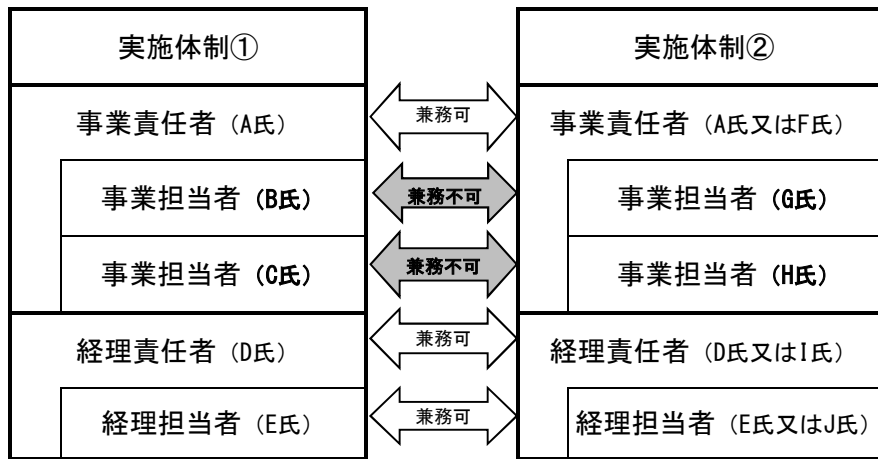 実施体制①
実施体制②
事業責任者（A氏）
兼務可
事業責任者（A氏又はF氏）
事業担当者（B氏）
兼務不可
事業担当者（G氏）
事業担当者（C氏）
兼務不可
事業担当者（H氏）
経理責任者（D氏）
兼務可
経理責任者（D氏又はI氏）
経理担当者（E氏）
兼務可
経理担当者（E氏又はJ氏）